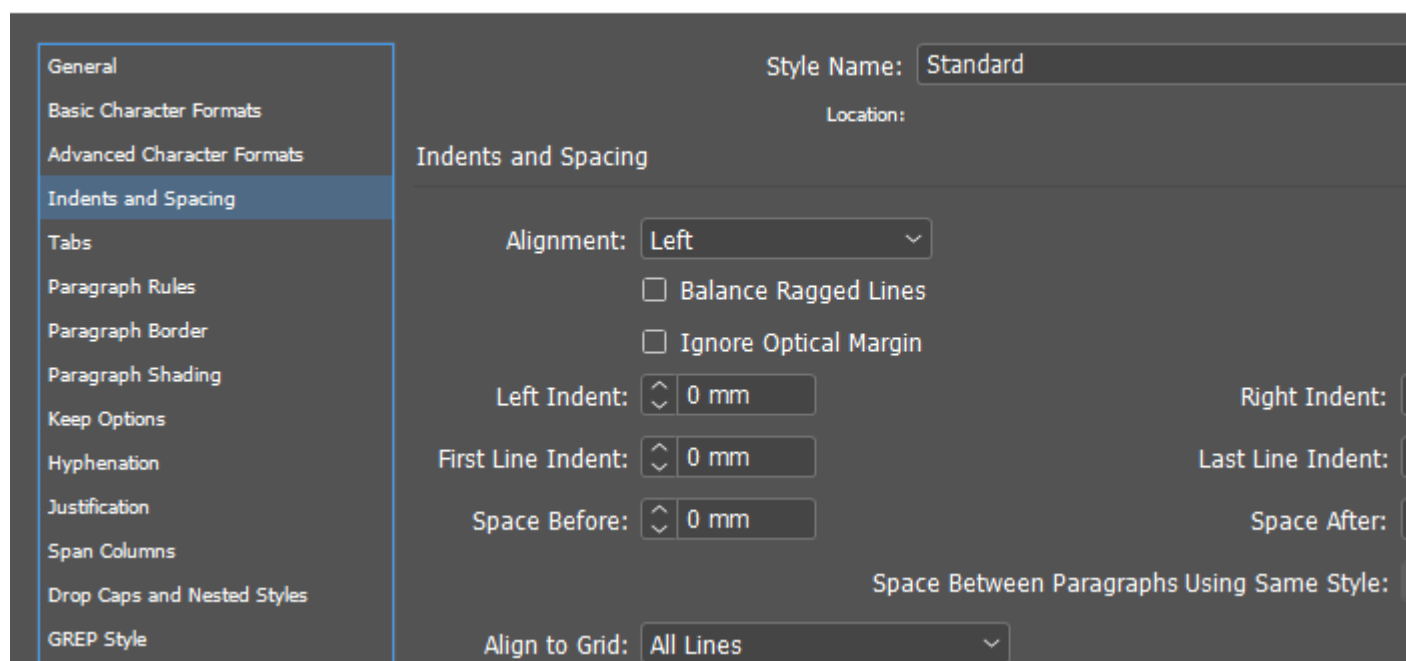 General
Basic Character Formats
Advanced Character Formats
Indents and Spacing
Tabs
Paragraph Rules
Paragraph Border
Paragraph Shading
Keep Options
Hyphenation
Justification
Span Columns
Drop Caps and Nested Styles
GREP Style
Style Name: Standard
Location:
Indents and Spacing
Alignment: Left
Balance Ragged Lines
Ignore Optical Margin
Left Indent: 0 mm Right Indent:
First Line Indent: 0 mm Last Line Indent:
Space Before: 0 mm Space After:
Space Between Paragraphs Using Same Style:
Align to Grid: All Lines